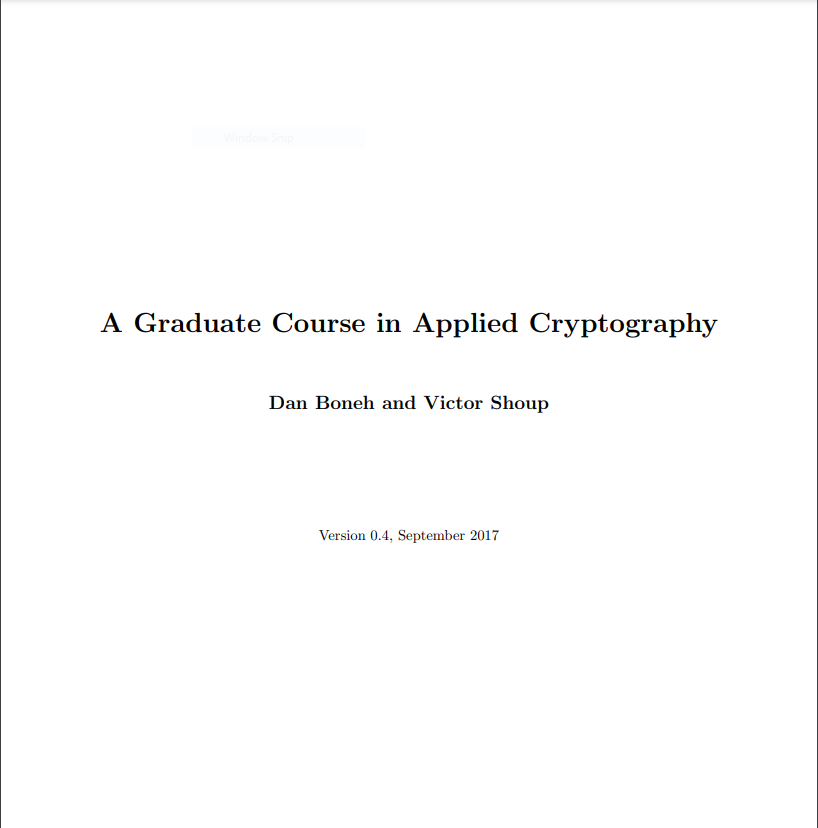 Window Snip
A Graduate Course in Applied Cryptography
Dan Boneh and Victor Shoup
Version 0.4, September 2017